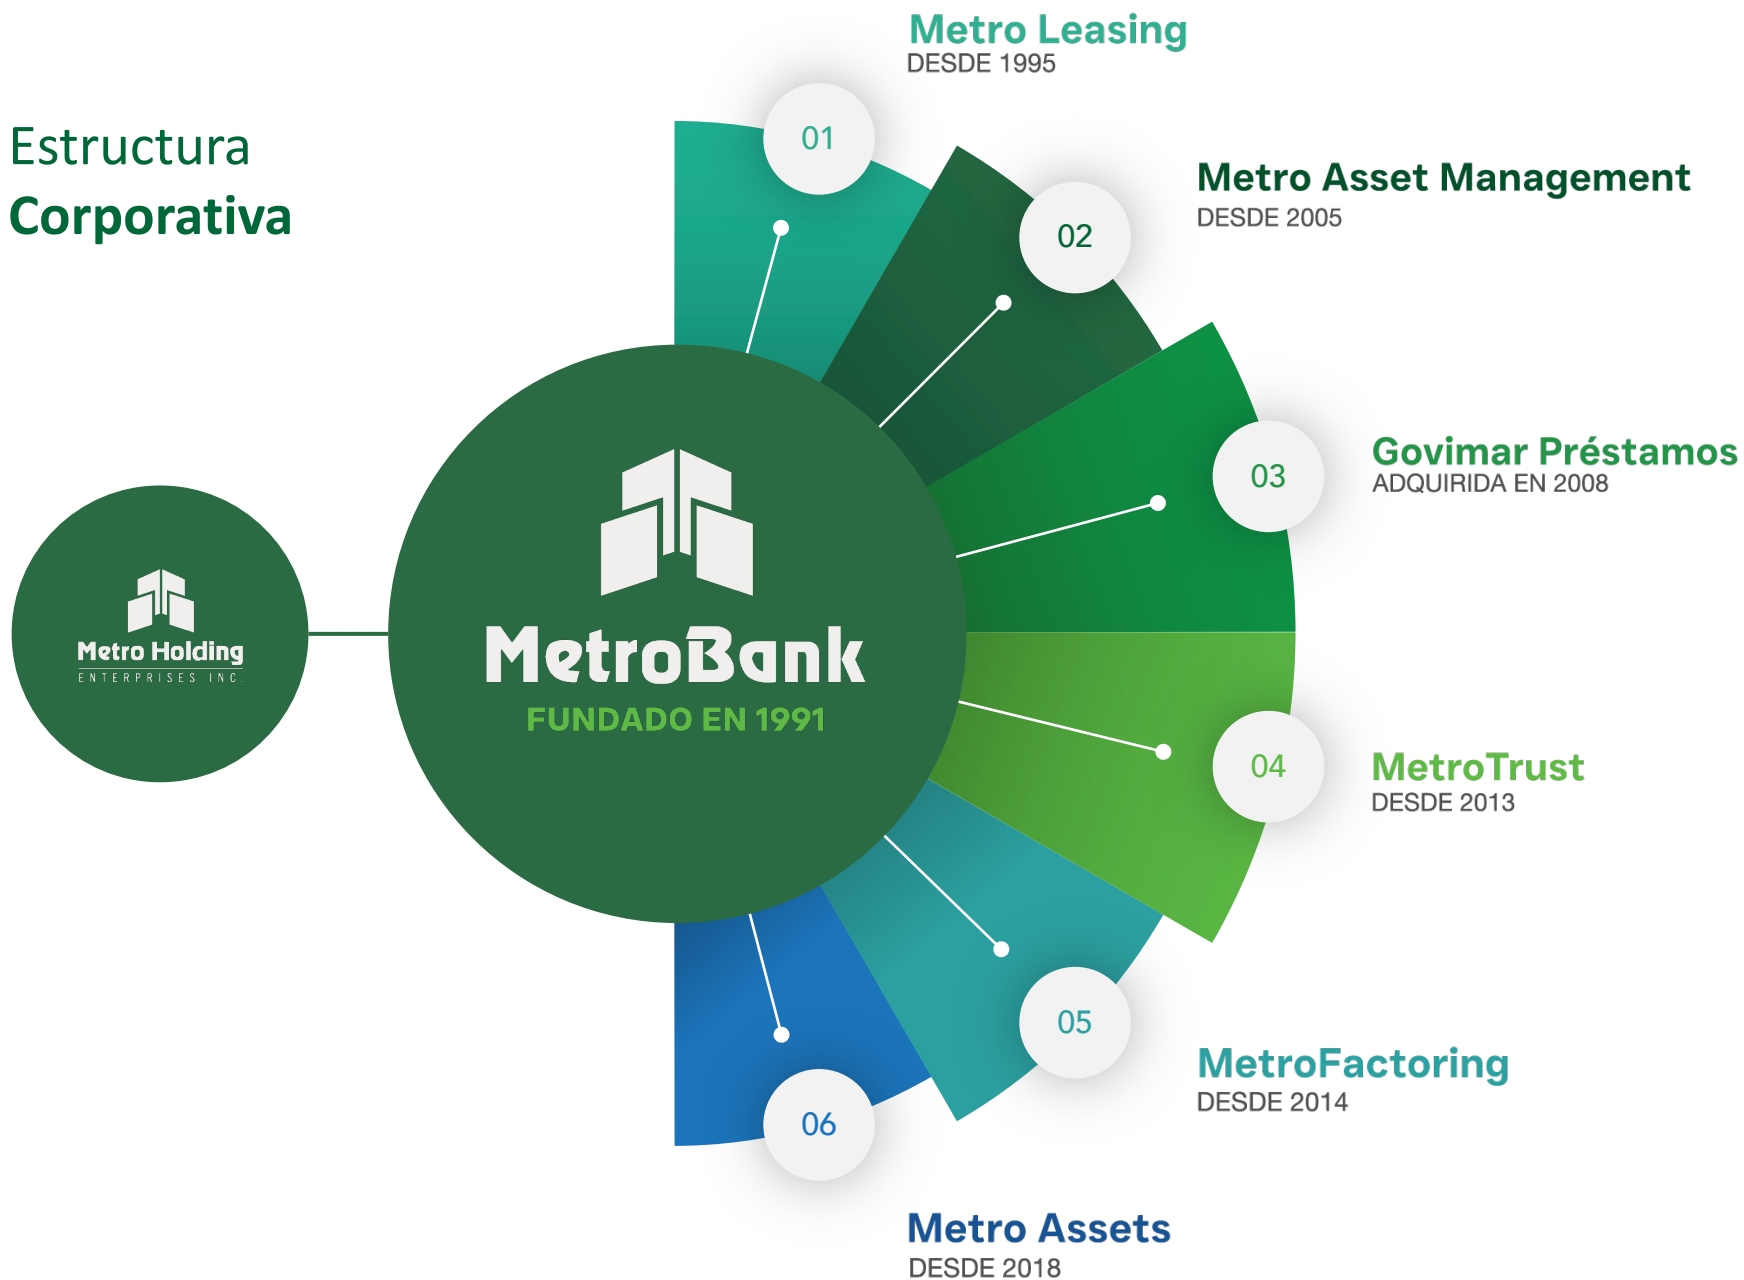 Estructura
Corporativa
Metro Holding
ENTERPRISES INC.
MetroBank
FUNDADO EN 1991
01
Metro Leasing
DESDE 1995
02
Metro Asset Management
DESDE 2005
03
Govimar Préstamos
ADQUIRIDA EN 2008
04
MetroTrust
DESDE 2013
05
MetroFactoring
DESDE 2014
06
Metro Assets
DESDE 2018